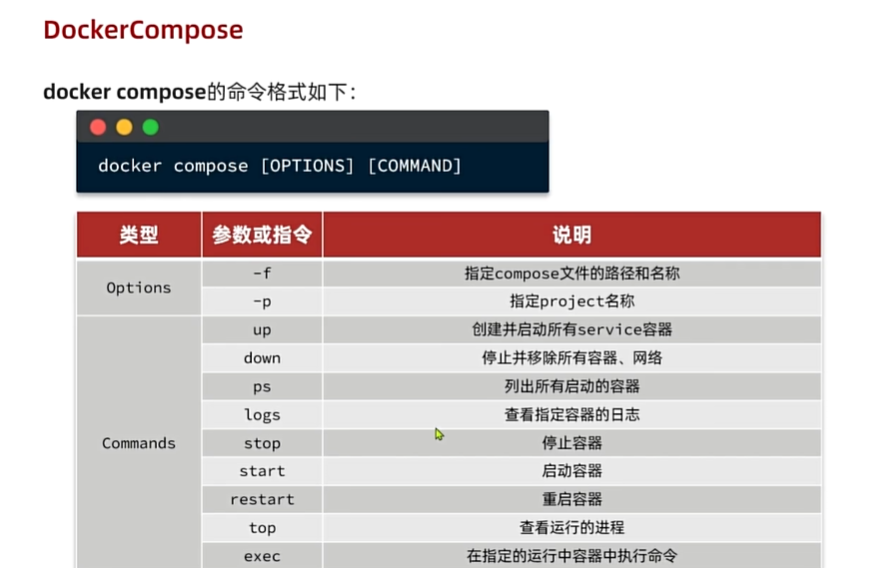 DockerCompose
docker compose的命令格式如下：
docker compose [OPTIONS] [COMMAND]
类型 参数或指令 说明
Options
-f 指定compose文件的路径和名称
-p 指定project名称
Commands
up 创建并启动所有service容器
down 停止并移除所有容器、网络
ps 列出所有启动的容器
logs 查看指定容器的日志
stop 停止容器
start 启动容器
restart 重启容器
top 查看运行的进程
exec 在指定的运行中容器中执行命令